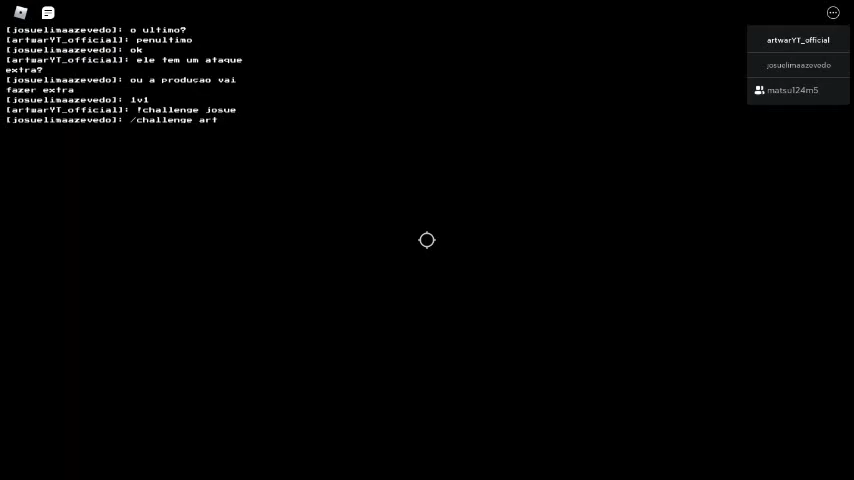 [josuelimaazevedo]: o ultimo?
[artwarYT_official]: penultimo
[josuelimaazevedo]: ok
[artwarYT_official]: ele tem um ataque
extra?
[josuelimaazevedo]: ou a produçao vai
fazer extra
[josuelimaazevedo]: 1v1
[artwarYT_official]: !challenge josue
[josuelimaazevedo]: /challenge art
artwarYT_official
josuelimaazevedo
matsu124m5